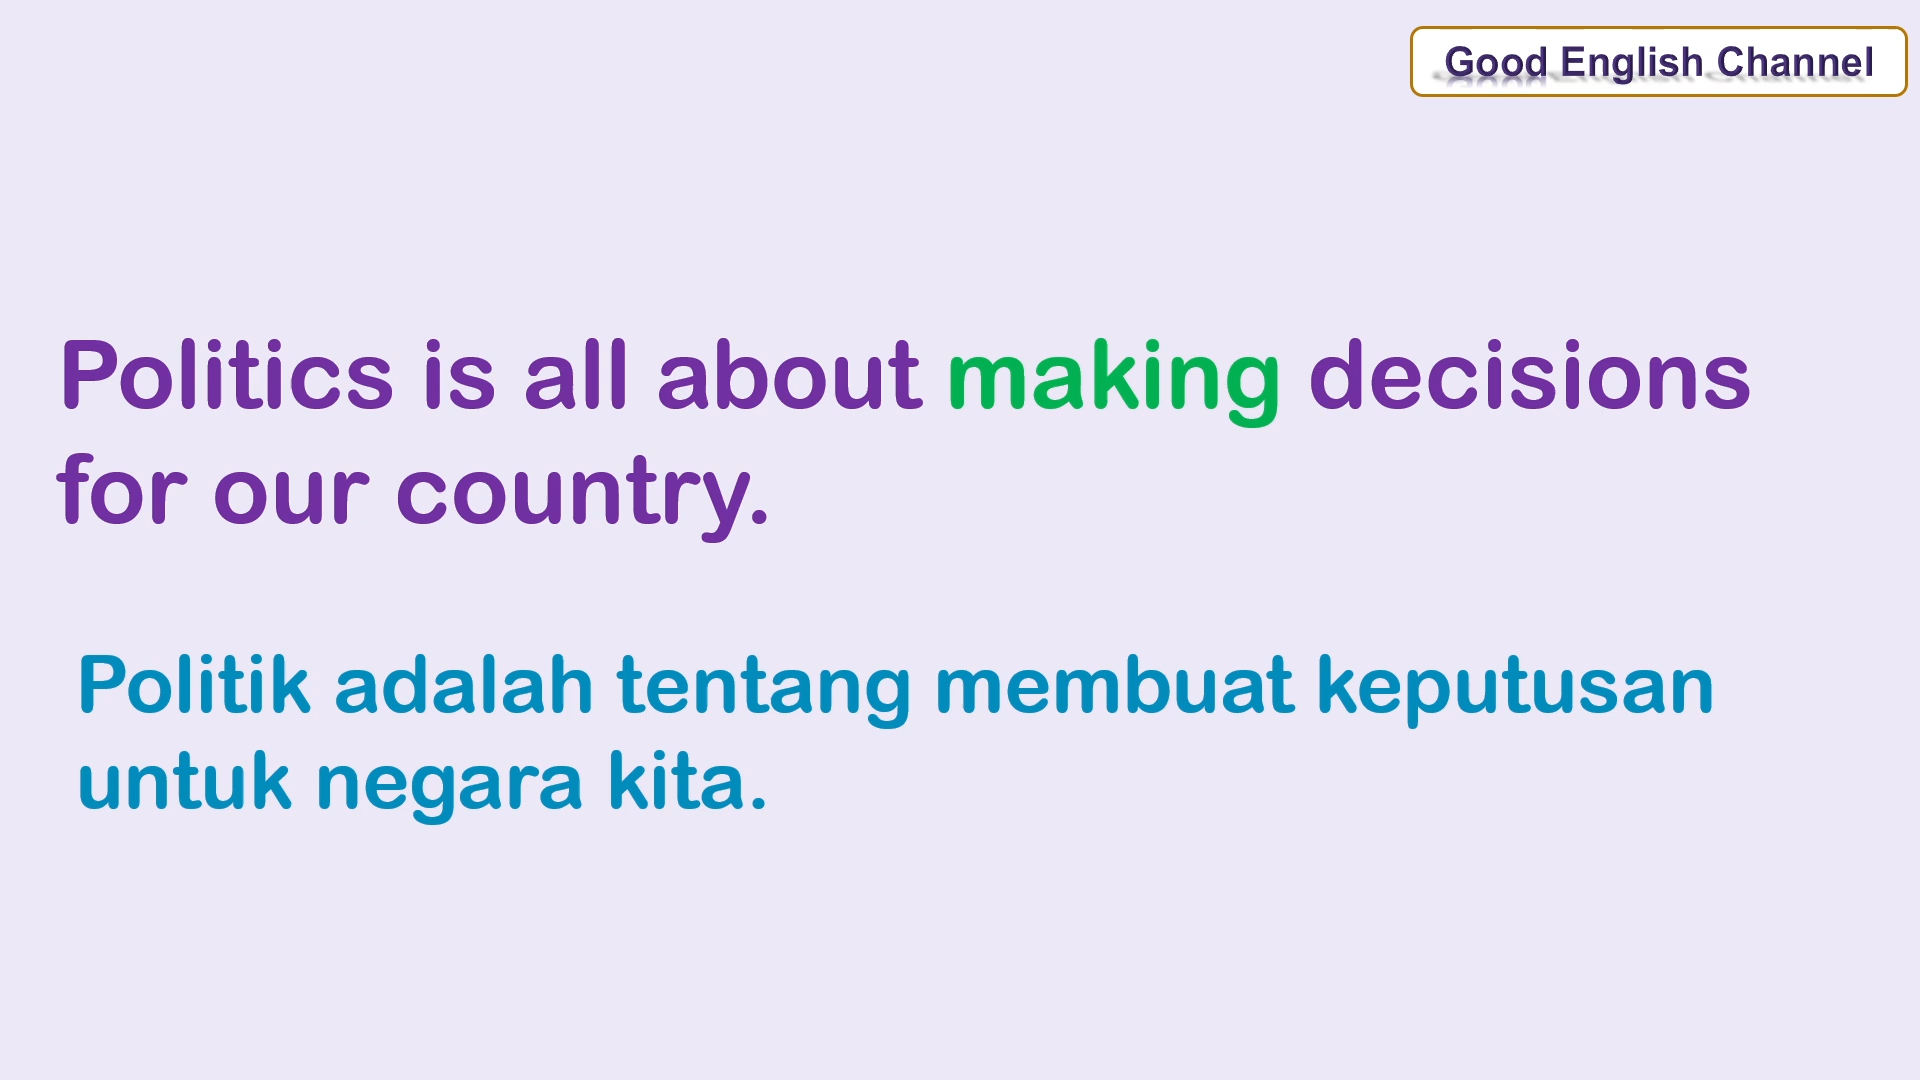 Good English Channel
Politics is all about making decisions
for our country.
Politik adalah tentang membuat keputusan
untuk negara kita.